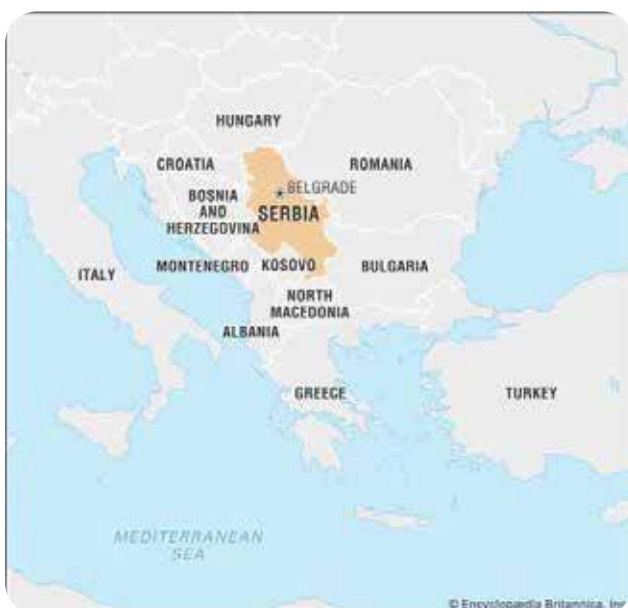 HUNGARY
CROATIA
ROMANIA
BELGRADE
BOSNIA
AND
HERZEGOVINA
SERBIA
ITALY
MONTENEGRO
KOSOVO
BULGARIA
NORTH
MACEDONIA
ALBANIA
GREECE
TURKEY
MEDITERRANEAN
SEA
© Encyclopædia Britannica, Inc.